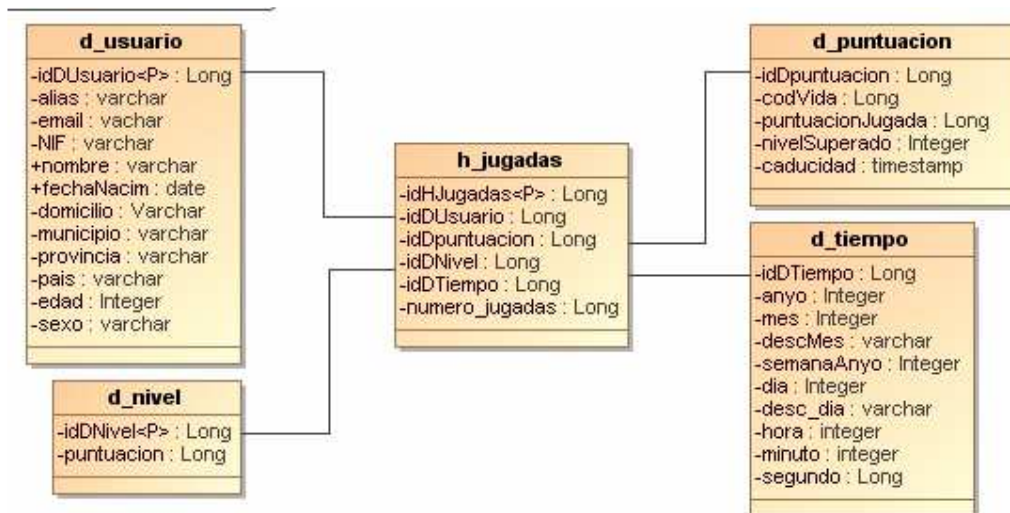 d_usuario
-idDUsuario<P> : Long
-alias : varchar
-email : vachar
-NIF : varchar
+nombre : varchar
+fechaNacim : date
-domicilio : Varchar
-municipio : varchar
-provincia : varchar
-pais : varchar
-edad : Integer
-sexo : varchar
d_nivel
-idDNivel<P> : Long
-puntuacion : Long
h_jugadas
-idHJugadas<P> : Long
-idDUsuario : Long
-idDpuntuacion : Long
-idDNivel : Long
-idDTiempo : Long
-numero_jugadas : Long
d_puntuacion
-idDpuntuacion : Long
-codVida : Long
-puntuacionJugada : Long
-nivelSuperado : Integer
-caducidad : timestamp
d_tiempo
-idDTiempo : Long
-anyo : Integer
-mes : Integer
-descMes : varchar
-semanaAnyo : Integer
-dia : Integer
-desc_dia : varchar
-hora : integer
-minuto : integer
-segundo : Long